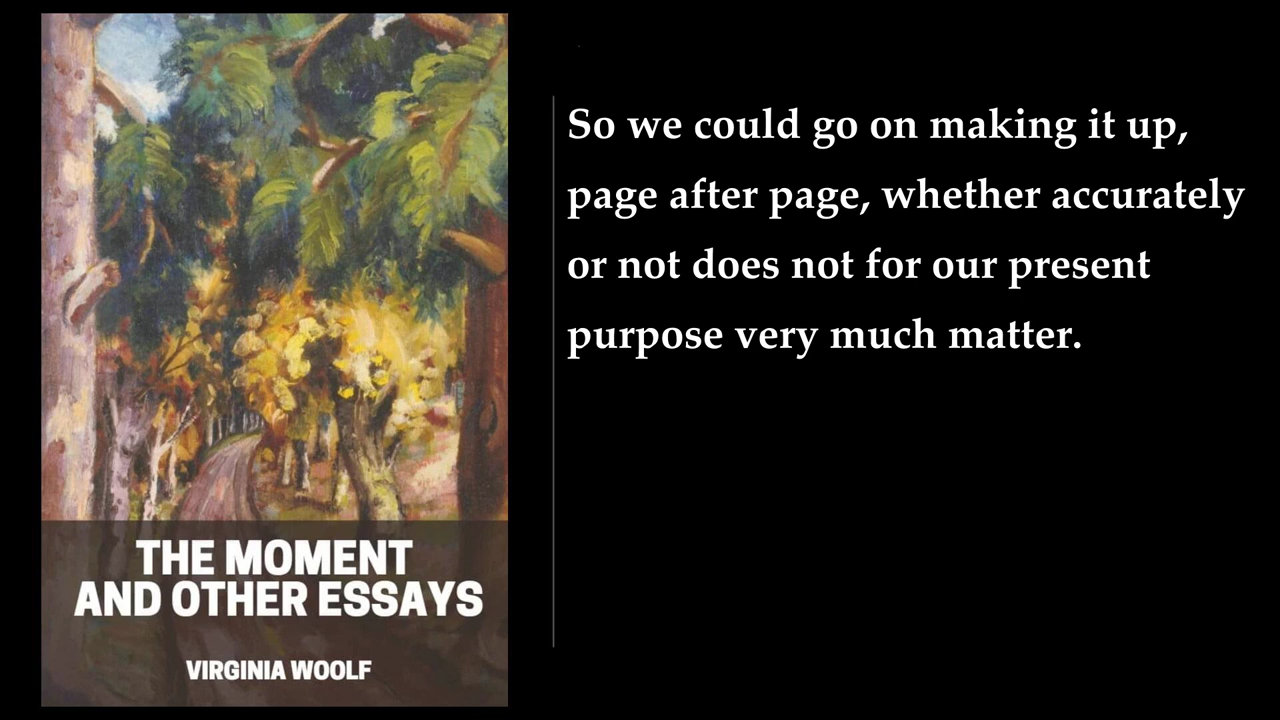 So we could go on making it up,
page after page, whether accurately
or not does not for our present
purpose very much matter.
THE MOMENT
AND OTHER ESSAYS
VIRGINIA WOOLF